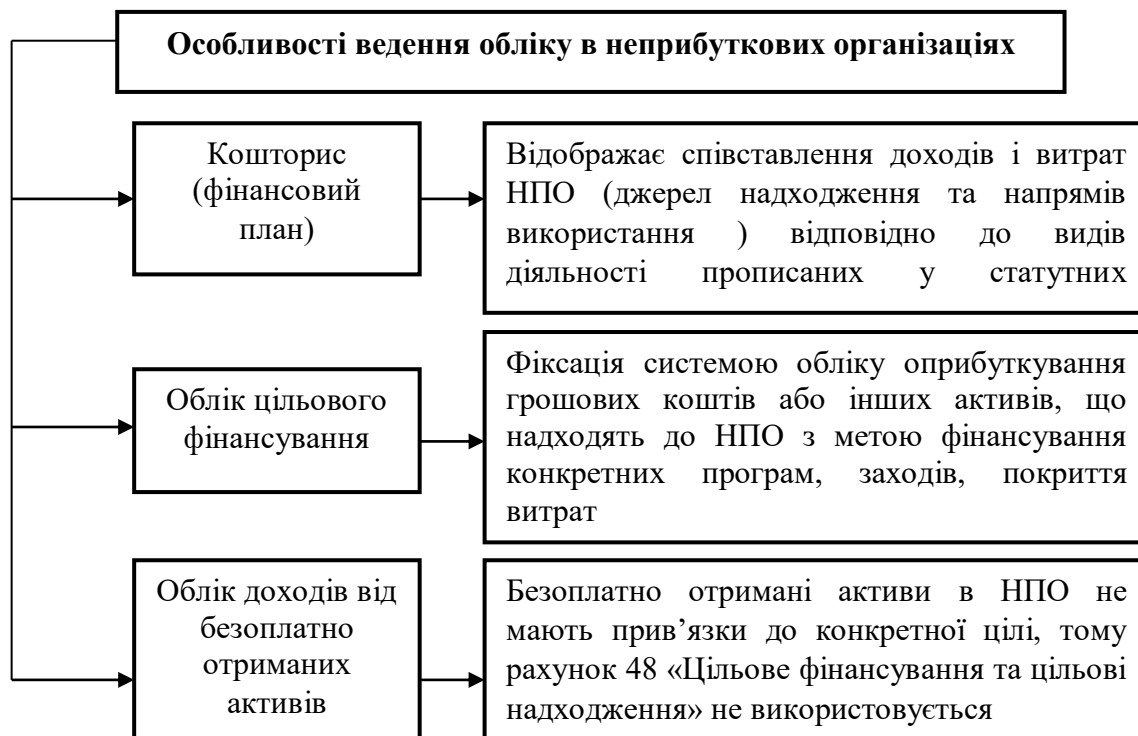 Особливості ведення обліку в неприбуткових організаціях
Кошторис
(фінансовий
план)
Відображає співставлення доходів і витрат
НПО (джерел надходження та напрямів
використання ) відповідно до видів
діяльності прописаних у статутних
Облік цільового
фінансування
Фіксація системою обліку оприбуткування
грошових коштів або інших активів, що
надходять до НПО з метою фінансування
конкретних програм, заходів, покриття
витрат
Облік доходів від
безоплатно
отриманих
активів
Безоплатно отримані активи в НПО не
мають прив’язки до конкретної цілі, тому
рахунок 48 «Цільове фінансування та цільові
надходження» не використовується